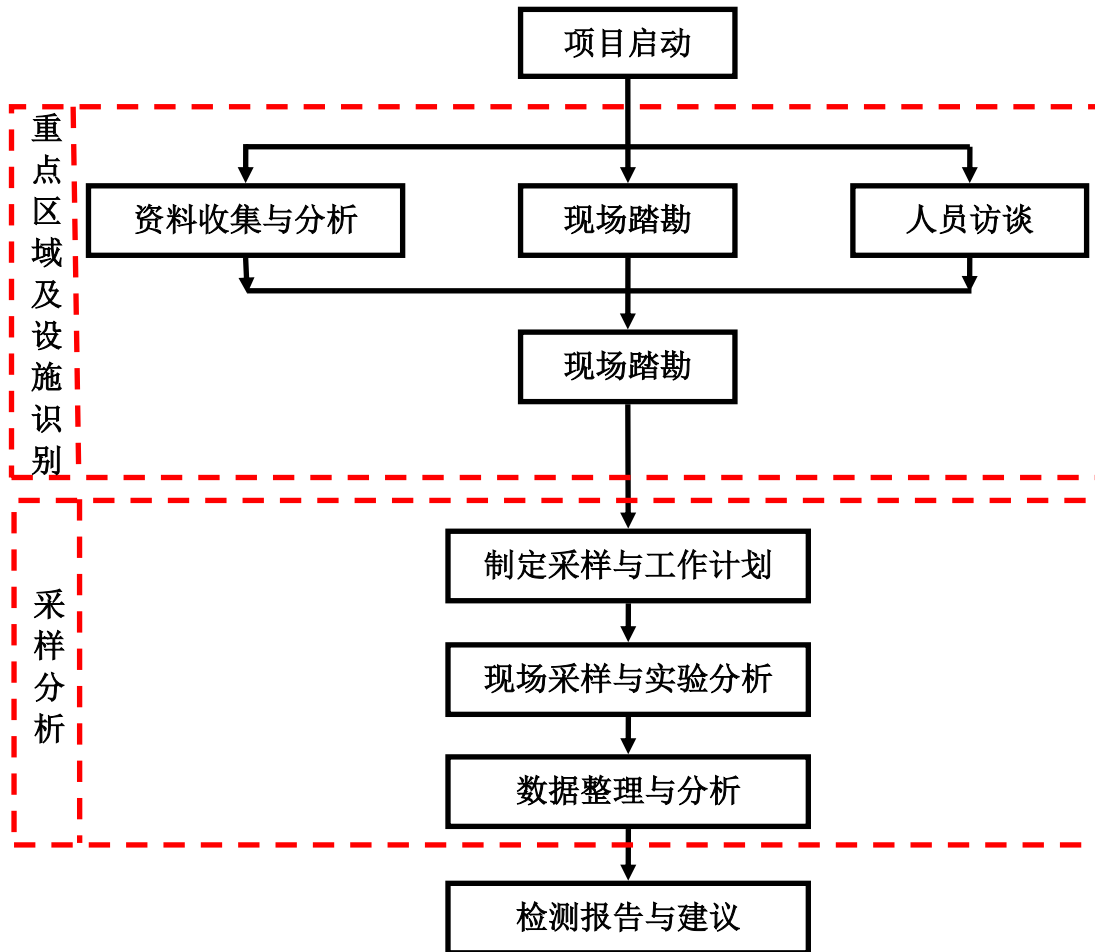 项目启动
重点区域及设施识别
资料收集与分析
现场踏勘
人员访谈
现场踏勘
采样分析
制定采样与工作计划
现场采样与实验分析
数据整理与分析
检测报告与建议